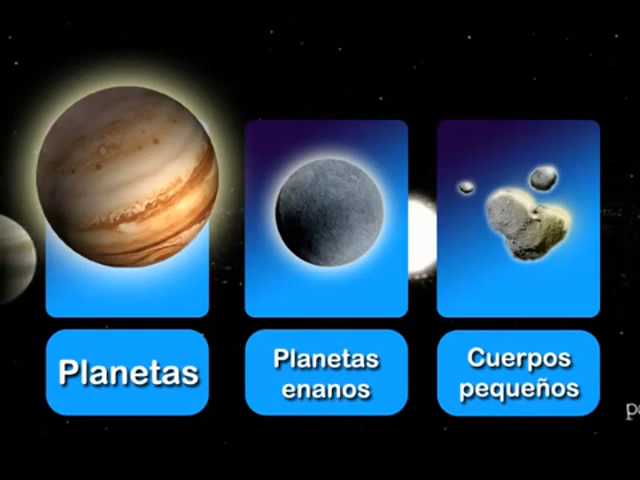 Planetas
Planetas
enanos
Cuerpos
pequeños